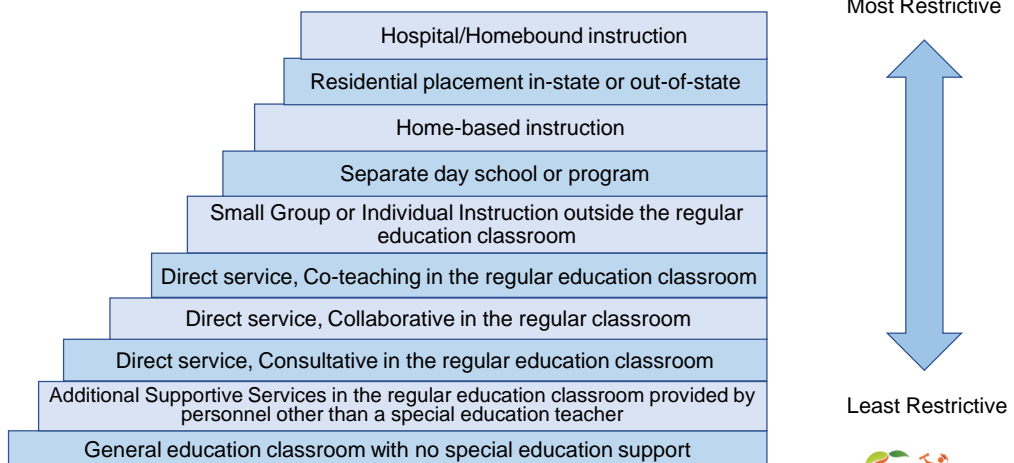 Most Restrictive
Hospital/Homebound instruction
Residential placement in-state or out-of-state
Home-based instruction
Separate day school or program
Small Group or Individual Instruction outside the regular
education classroom
Direct service, Co-teaching in the regular education classroom
Direct service, Collaborative in the regular classroom
Direct service, Consultative in the regular education classroom
Additional Supportive Services in the regular education classroom provided by
personnel other than a special education teacher
Least Restrictive
General education classroom with no special education support